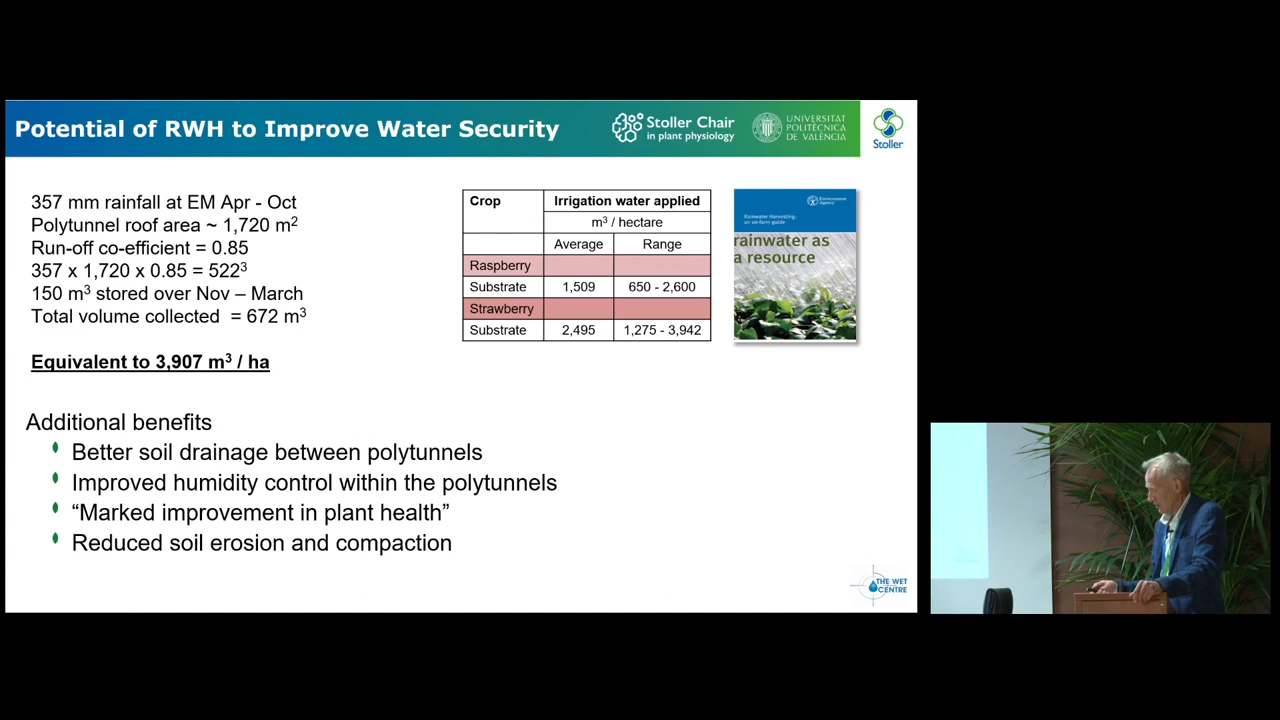 Potential of RWH to Improve Water Security
Stoller Chair
in plant physiology
UNIVERSITAT
POLITÈCNICA
DE VALÈNCIA
Stoller
357 mm rainfall at EM Apr - Oct
Polytunnel roof area ~ 1,720 m²
Run-off co-efficient = 0.85
357 x 1,720 x 0.85 = 522³
150 m³ stored over Nov – March
Total volume collected = 672 m³
Equivalent to 3,907 m³ / ha
Crop Irrigation water applied
m³ / hectare
Average Range
Raspberry
Substrate 1,509 650 - 2,600
Strawberry
Substrate 2,495 1,275 - 3,942
Environment
Agency
Rainwater Harvesting:
an on-farm guide
rainwater as
a resource
Additional benefits
Better soil drainage between polytunnels
Improved humidity control within the polytunnels
“Marked improvement in plant health”
Reduced soil erosion and compaction
THE WET
CENTRE